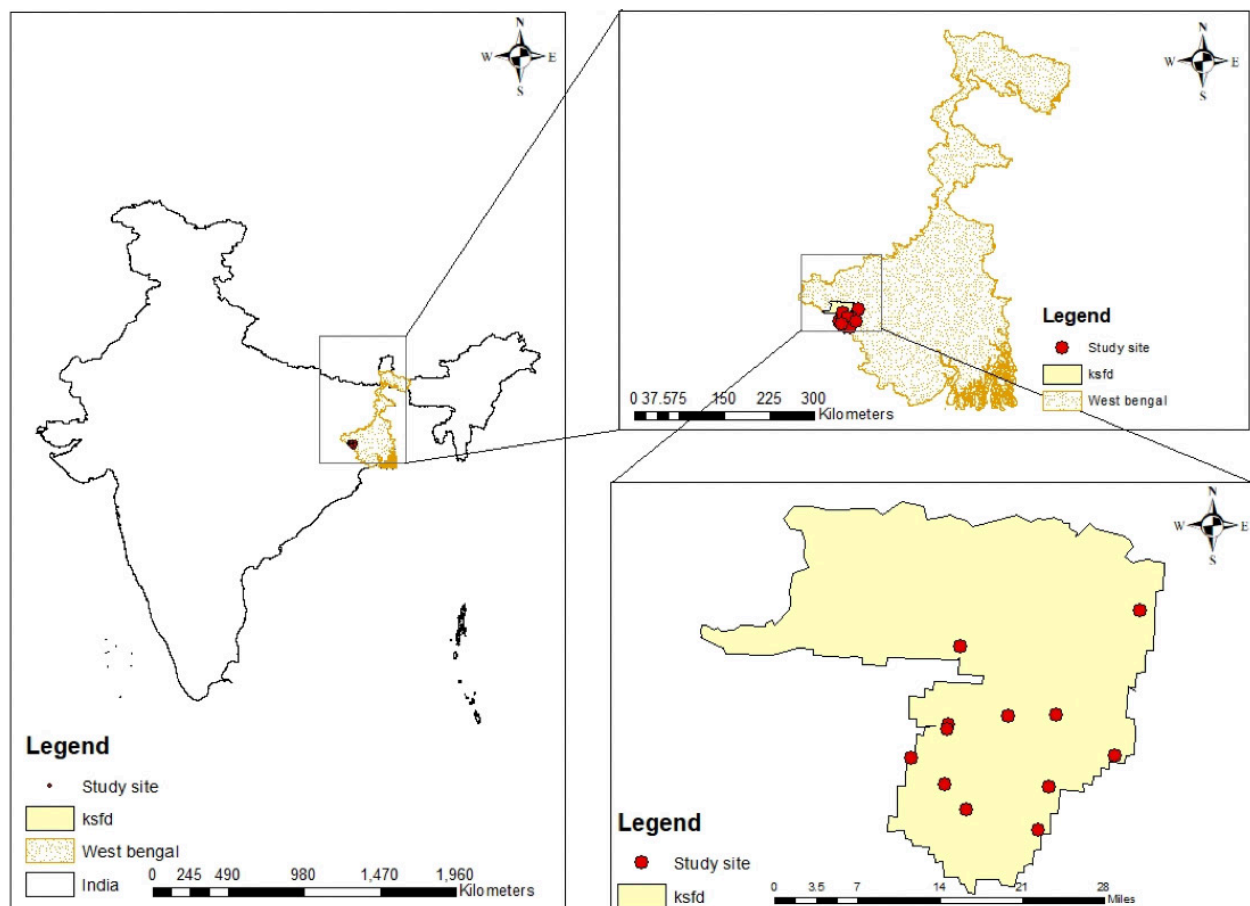 N
W E
S
Legend
Study site
ksfd
West bengal
India
0 245 490 980 1,470 1,960
Kilometers
N
W E
S
Legend
Study site
ksfd
West bengal
0 37.575 150 225 300
Kilometers
N
W E
S
Legend
Study site
ksfd
0 3.5 7 14 21 28
Miles